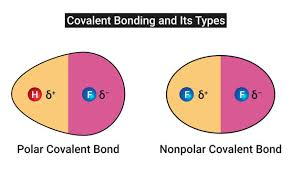 Covalent Bonding and Its Types
H δ+ F δ−
F δ+ F δ−
Polar Covalent Bond
Nonpolar Covalent Bond